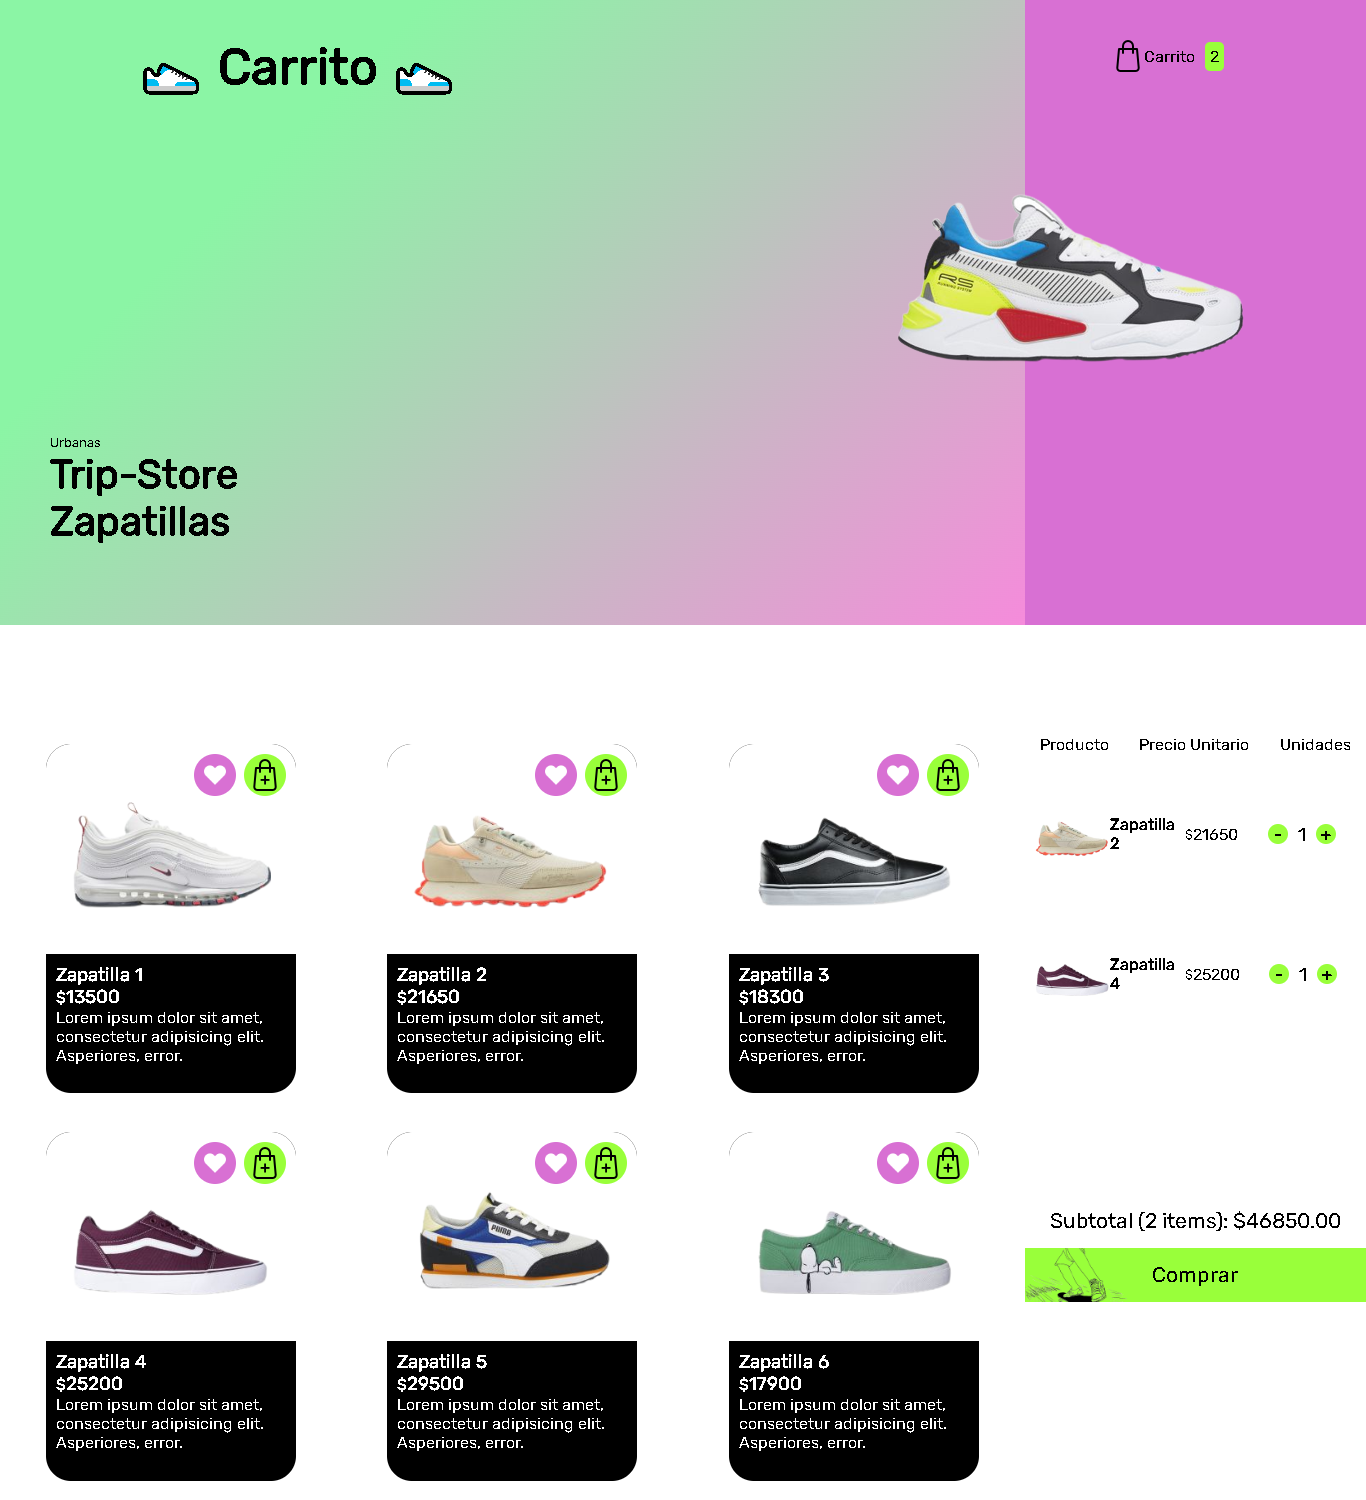 Carrito
Carrito 2
RS
RUNNING SYSTEM
Urbanas
Trip-Store
Zapatillas
Producto Precio Unitario Unidades
Zapatilla
2
$21650 - 1 +
Zapatilla
4
$25200 - 1 +
Subtotal (2 items): $46850.00
Comprar
Zapatilla 1
$13500
Lorem ipsum dolor sit amet,
consectetur adipisicing elit.
Asperiores, error.
Zapatilla 2
$21650
Lorem ipsum dolor sit amet,
consectetur adipisicing elit.
Asperiores, error.
Zapatilla 3
$18300
Lorem ipsum dolor sit amet,
consectetur adipisicing elit.
Asperiores, error.
Zapatilla 4
$25200
Lorem ipsum dolor sit amet,
consectetur adipisicing elit.
Asperiores, error.
PUMA
Zapatilla 5
$29500
Lorem ipsum dolor sit amet,
consectetur adipisicing elit.
Asperiores, error.
Zapatilla 6
$17900
Lorem ipsum dolor sit amet,
consectetur adipisicing elit.
Asperiores, error.